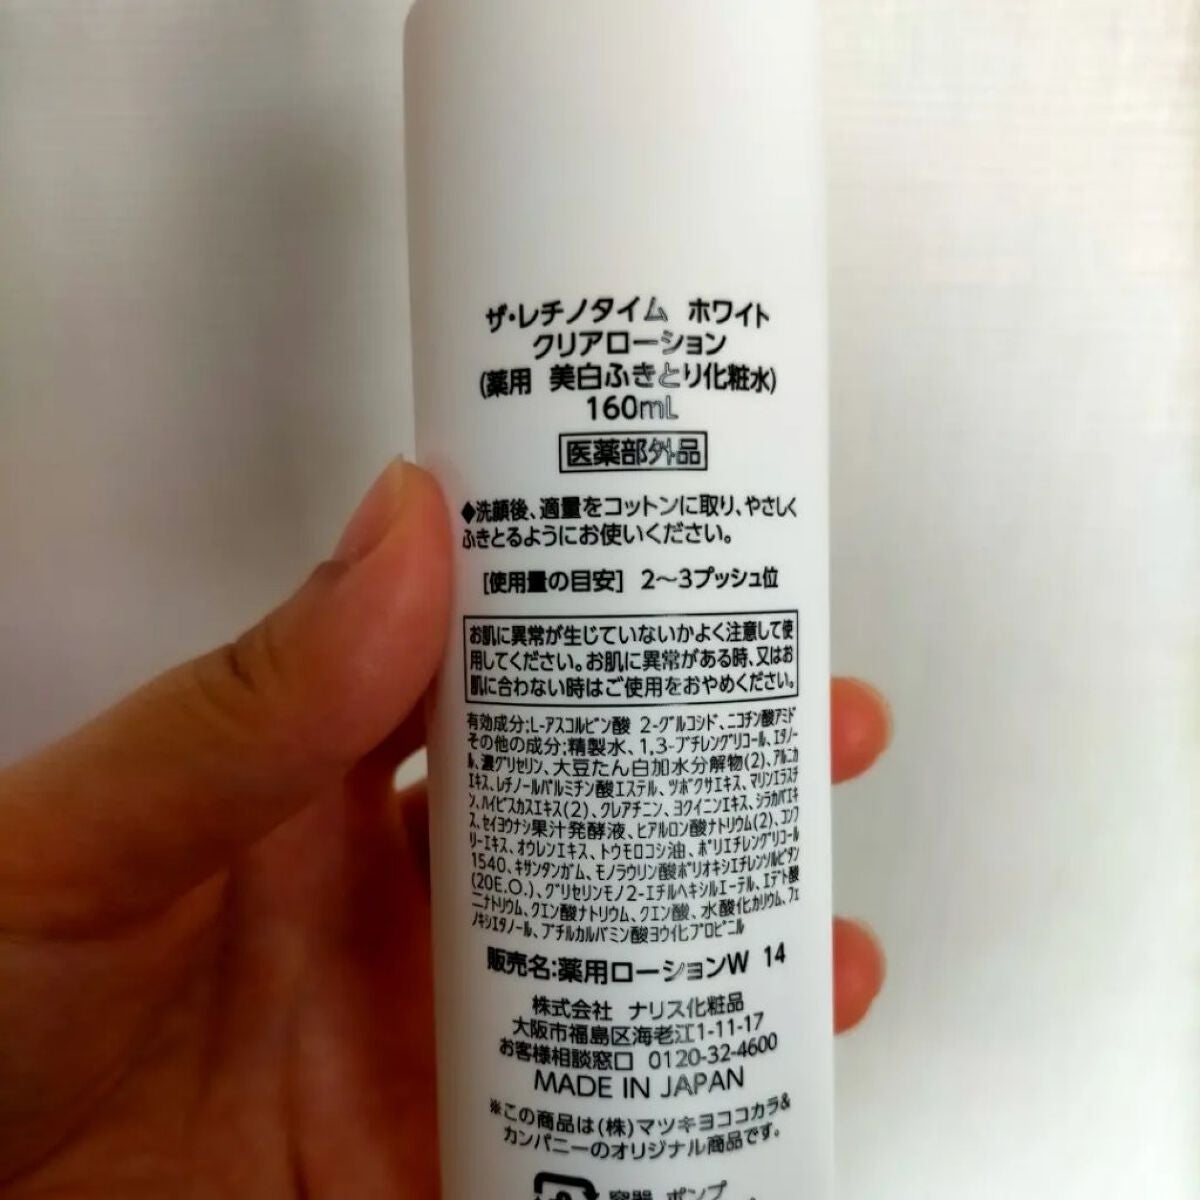 ザ・レチノタイム ホワイト
クリアローション
(薬用 美白ふきとり化粧水)
160mL
医薬部外品
◆洗顔後、適量をコットンに取り、やさしく
ふきとるようにお使いください。
[使用量の目安] 2〜3プッシュ位
お肌に異常が生じていないかよく注意して使
用してください。お肌に異常がある時、又はお
肌に合わない時はご使用をおやめください。
有効成分:L-アスコルビン酸 2-グルコシド、ニコチン酸アミド
その他の成分:精製水、1,3-ブチレングリコール、エタノー
ル、濃グリセリン、大豆たん白加水分解物(2)、アルニカ
エキス、レチノールパルミチン酸エステル、ツボクサエキス、マリンエラスチ
ン、ハイビスカスエキス(2)、クレアチニン、ヨクイニンエキス、シラカバエキ
ス、セイヨウナシ果汁発酵液、ヒアルロン酸ナトリウム(2)、コンフ
リーエキス、オウレンエキス、トウモロコシ油、ポリエチレングリコール
1540、キサンタンガム、モノラウリン酸ポリオキシエチレンソルビタン
(20E.O.)、グリセリンモノ2-エチルヘキシルエーテル、エデト酸
二ナトリウム、クエン酸ナトリウム、クエン酸、水酸化カリウム、フェ
ノキシエタノール、ブチルカルバミン酸ヨウ化プロピニル
販売名:薬用ローションW 14
株式会社 ナリス化粧品
大阪市福島区海老江1-11-17
お客様相談窓口 0120-32-4600
MADE IN JAPAN
※この商品は(株)マツキヨココカラ&
カンパニーのオリジナル商品です。
容器 ポンプ